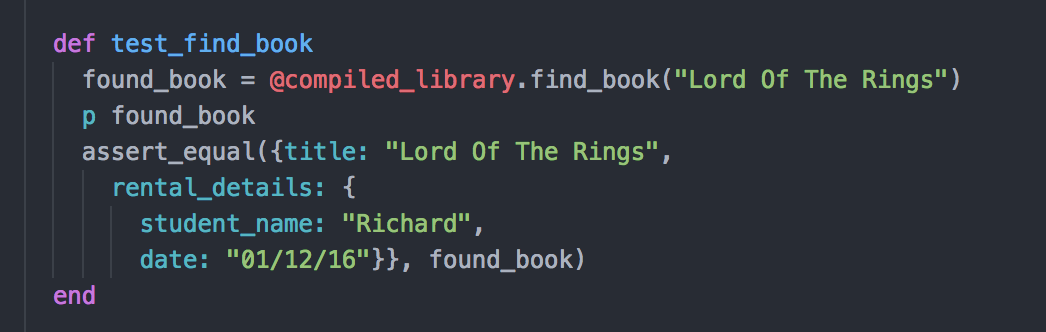 def test_find_book
  found_book = @compiled_library.find_book("Lord Of The Rings")
  p found_book
  assert_equal({title: "Lord Of The Rings",
    rental_details: {
      student_name: "Richard",
      date: "01/12/16"}}, found_book)
end